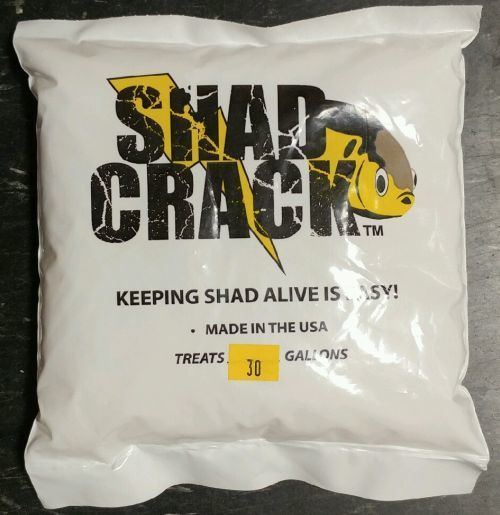 SHAD
CRACK™
KEEPING SHAD ALIVE IS EASY!
• MADE IN THE USA
TREATS 30 GALLONS